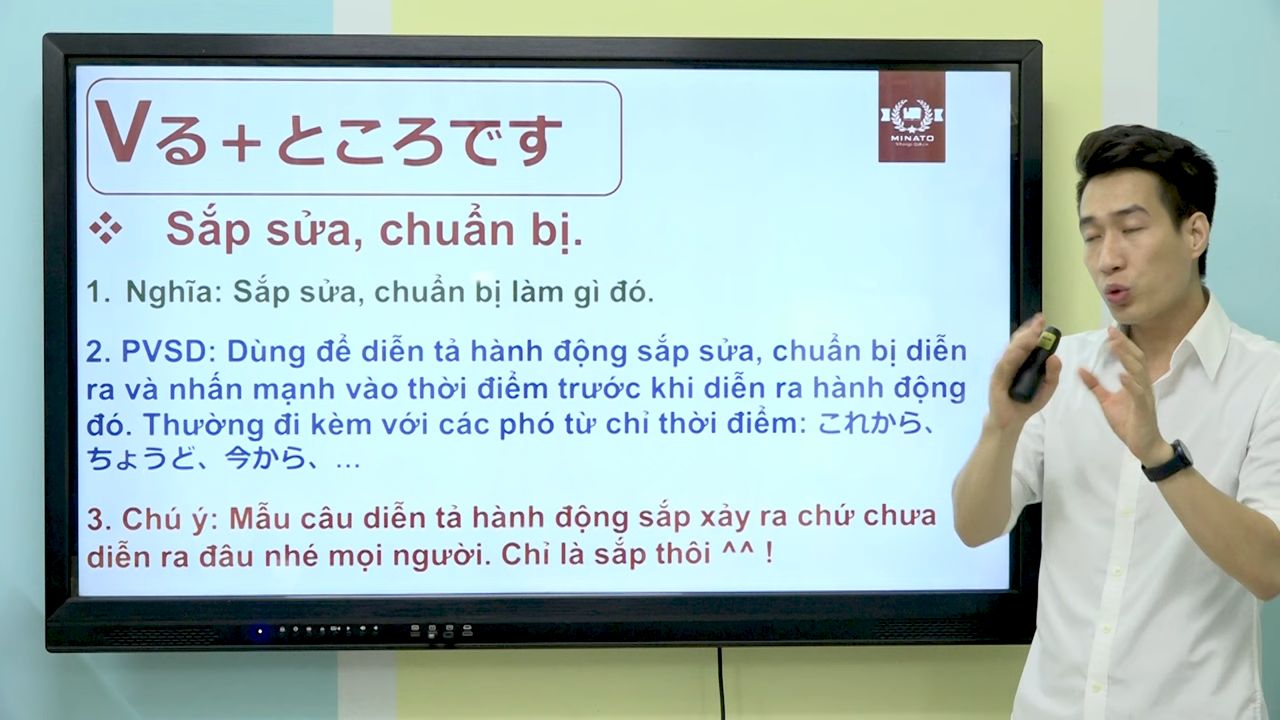 Vる+ところです
MINATO
❖ Sắp sửa, chuẩn bị.
1. Nghĩa: Sắp sửa, chuẩn bị làm gì đó.
2. PVSD: Dùng để diễn tả hành động sắp sửa, chuẩn bị diễn
ra và nhấn mạnh vào thời điểm trước khi diễn ra hành động
đó. Thường đi kèm với các phó từ chỉ thời điểm: これから、
ちょうど、今から、...
3. Chú ý: Mẫu câu diễn tả hành động sắp xảy ra chứ chưa
diễn ra đâu nhé mọi người. Chỉ là sắp thôi ^^ !